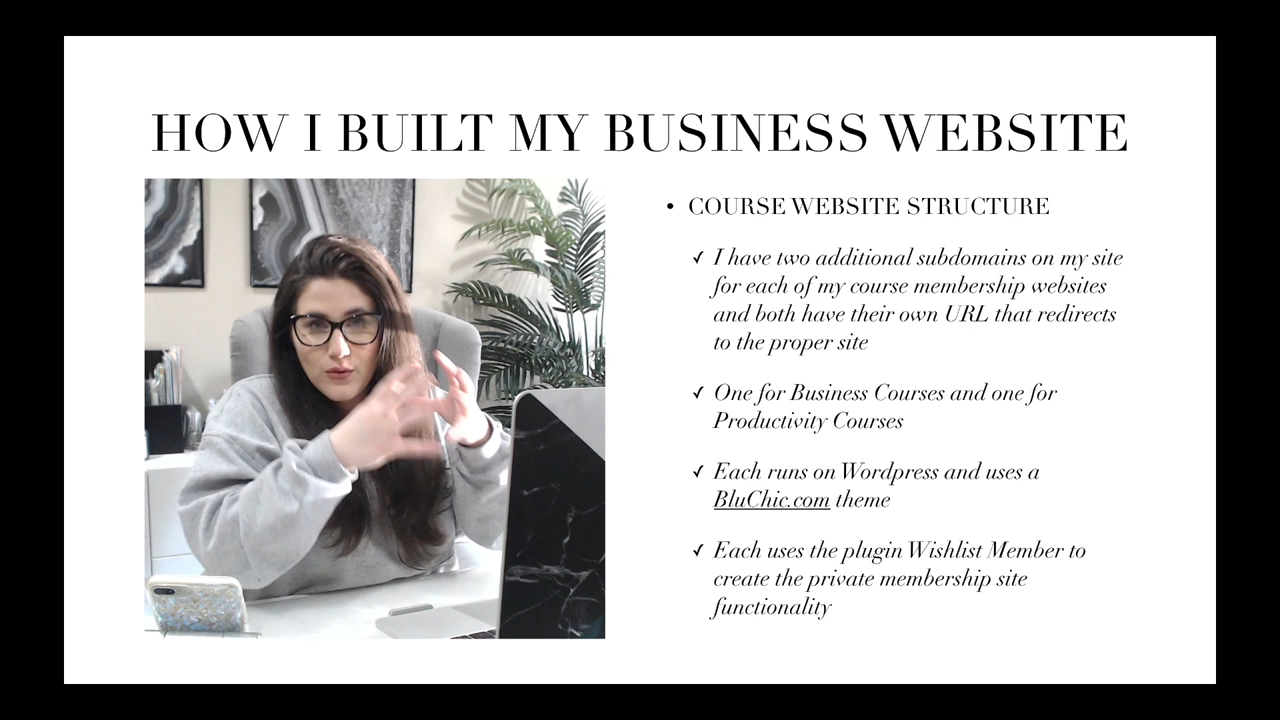 HOW I BUILT MY BUSINESS WEBSITE
• COURSE WEBSITE STRUCTURE
✓ I have two additional subdomains on my site
for each of my course membership websites
and both have their own URL that redirects
to the proper site
✓ One for Business Courses and one for
Productivity Courses
✓ Each runs on Wordpress and uses a
BluChic.com theme
✓ Each uses the plugin Wishlist Member to
create the private membership site
functionality